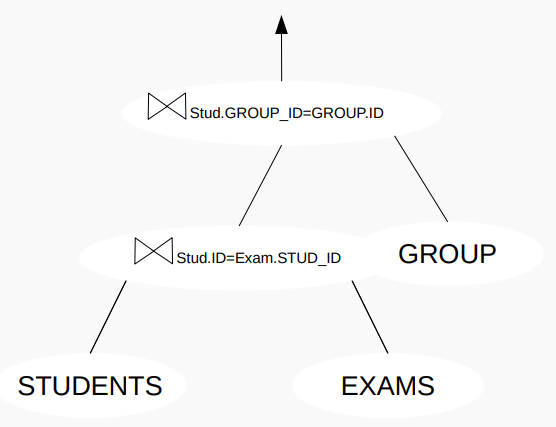 Stud.GROUP_ID=GROUP.ID
Stud.ID=Exam.STUD_ID
GROUP
STUDENTS
EXAMS